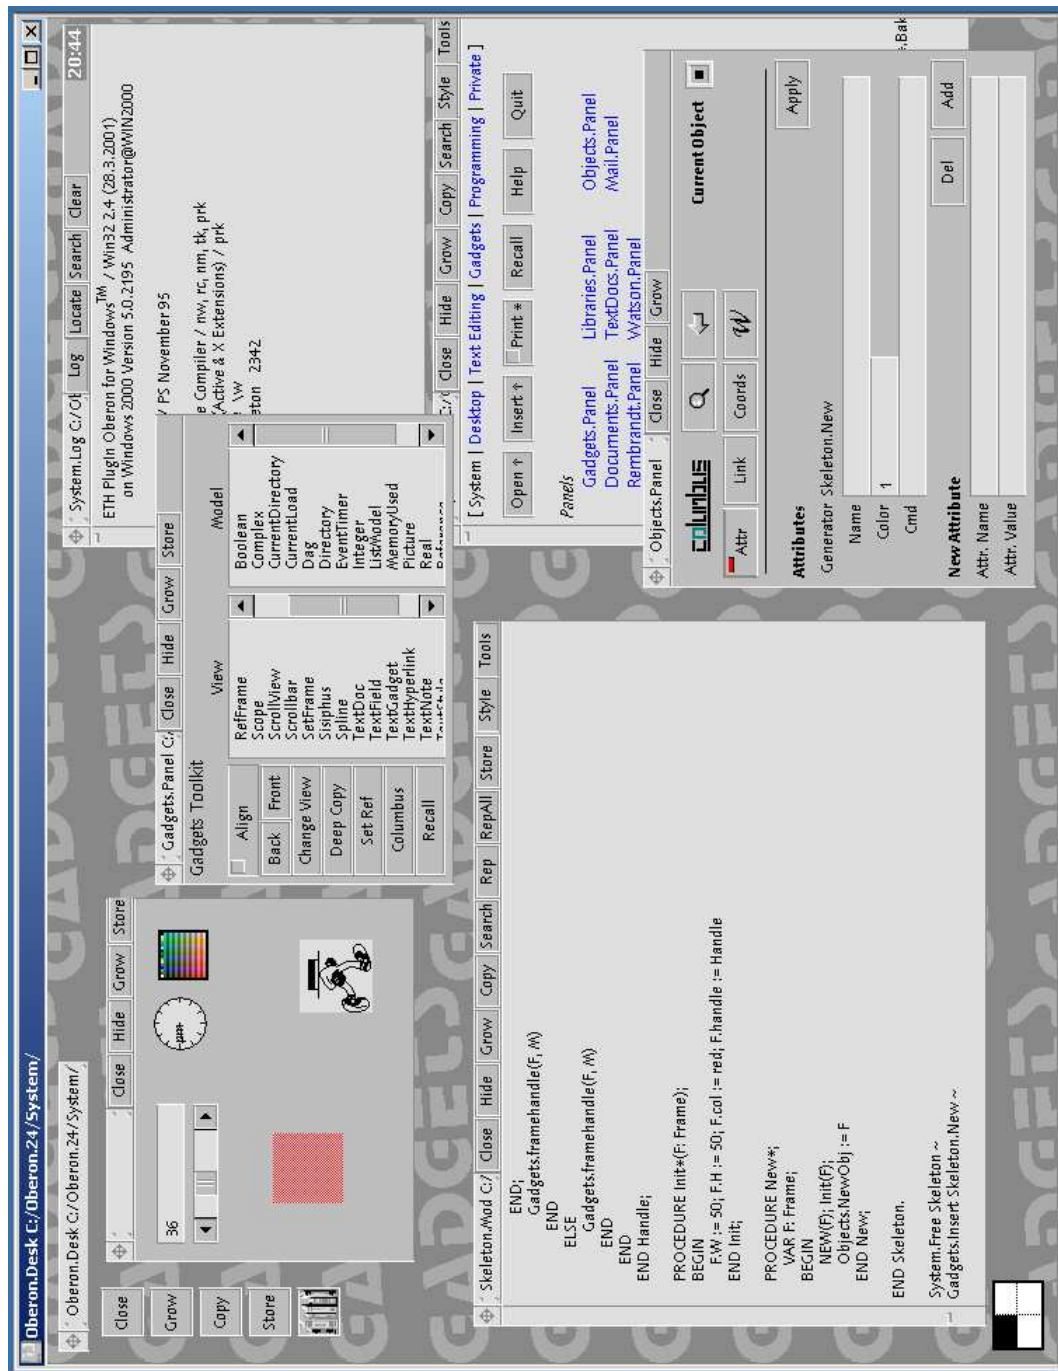 Oberon.Desk C:/Oberon.24/System/
Oberon.Desk C:/Oberon.24/System/
Close
Grow
Copy
Store
Close Hide Grow Store
36
pm
Gadgets.Panel C:/ Close Hide Grow Store
Gadgets Toolkit
View Model
Align
Back Front
Change View
Deep Copy
Set Ref
Columbus
Recall
RefFrame
Scope
ScrollView
Scrollbar
SetFrame
Sisiphus
Spline
TextDoc
TextField
TextGadget
TextHyperlink
TextNote
TextStyle
Boolean
Complex
CurrentDirectory
CurrentLoad
Dag
Directory
EventTimer
Integer
ListModel
MemoryUsed
Picture
Real
Reference
System.Log C:/Ob Log Locate Search Clear 20:44
ETH PlugIn Oberon for Windows™ / Win32 2.4 (28.3.2001)
on Windows 2000 Version 5.0.2195 Administrator@WIN2000
/ PS November 95
e Compiler / nw, rc, nm, tk, prk
(Active & X Extensions) / prk
\w
eton 2342
C:/ Close Hide Grow Copy Search Style Tools
[ System | Desktop | Text Editing | Gadgets | Programming | Private ]
Open ↑ Insert ↑ Print * Recall Help Quit
Panels
Gadgets.Panel Libraries.Panel Objects.Panel
Documents.Panel TextDocs.Panel Mail.Panel
Rembrandt.Panel Watson.Panel
.Bak
Objects.Panel Close Hide Grow
columbus Current Object
Attr Link Coords W
Attributes Apply
Generator Skeleton.New
Name
Color 1
Cmd
New Attribute Del Add
Attr. Name
Attr. Value
Skeleton.Mod C:/ Close Hide Grow Copy Search Rep RepAll Store Style Tools
END;
Gadgets.framehandle(F, M)
END
ELSE
Gadgets.framehandle(F, M)
END
END
END Handle;
PROCEDURE Init*(F: Frame);
BEGIN
F.W := 50; F.H := 50; F.col := red; F.handle := Handle
END Init;
PROCEDURE New*;
VAR F: Frame;
BEGIN
NEW(F); Init(F);
Objects.NewObj := F
END New;
END Skeleton.
System.Free Skeleton ~
Gadgets.Insert Skeleton.New ~
GADGETS